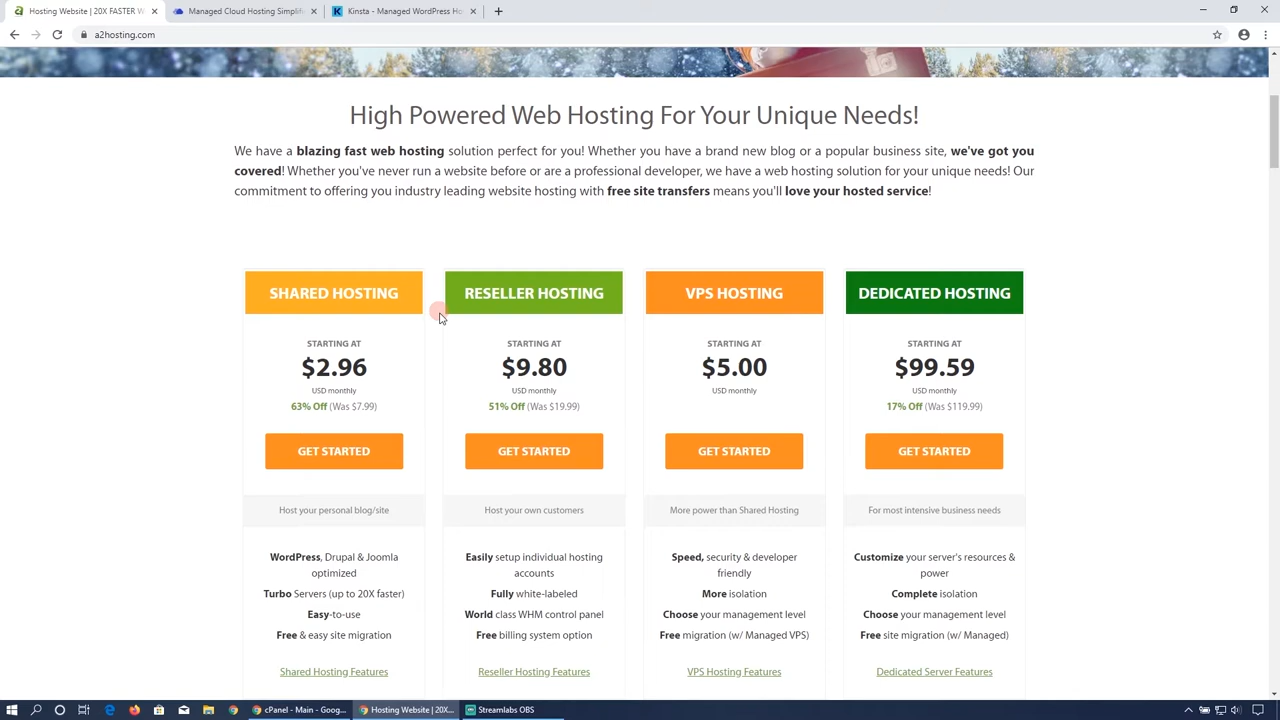 Hosting Website | 20X FASTER W
Managed Cloud Hosting Simplifi
Kinsta - Managed WordPress Ho
a2hosting.com
High Powered Web Hosting For Your Unique Needs!
We have a blazing fast web hosting solution perfect for you! Whether you have a brand new blog or a popular business site, we've got you
covered! Whether you've never run a website before or are a professional developer, we have a web hosting solution for your unique needs! Our
commitment to offering you industry leading website hosting with free site transfers means you'll love your hosted service!
SHARED HOSTING
STARTING AT
$2.96
USD monthly
63% Off (Was $7.99)
GET STARTED
Host your personal blog/site
WordPress, Drupal & Joomla
optimized
Turbo Servers (up to 20X faster)
Easy-to-use
Free & easy site migration
Shared Hosting Features
RESELLER HOSTING
STARTING AT
$9.80
USD monthly
51% Off (Was $19.99)
GET STARTED
Host your own customers
Easily setup individual hosting
accounts
Fully white-labeled
World class WHM control panel
Free billing system option
Reseller Hosting Features
VPS HOSTING
STARTING AT
$5.00
USD monthly
GET STARTED
More power than Shared Hosting
Speed, security & developer
friendly
More isolation
Choose your management level
Free migration (w/ Managed VPS)
VPS Hosting Features
DEDICATED HOSTING
STARTING AT
$99.59
USD monthly
17% Off (Was $119.99)
GET STARTED
For most intensive business needs
Customize your server's resources &
power
Complete isolation
Choose your management level
Free site migration (w/ Managed)
Dedicated Server Features
cPanel - Main - Goog...
Hosting Website | 20X...
Streamlabs OBS